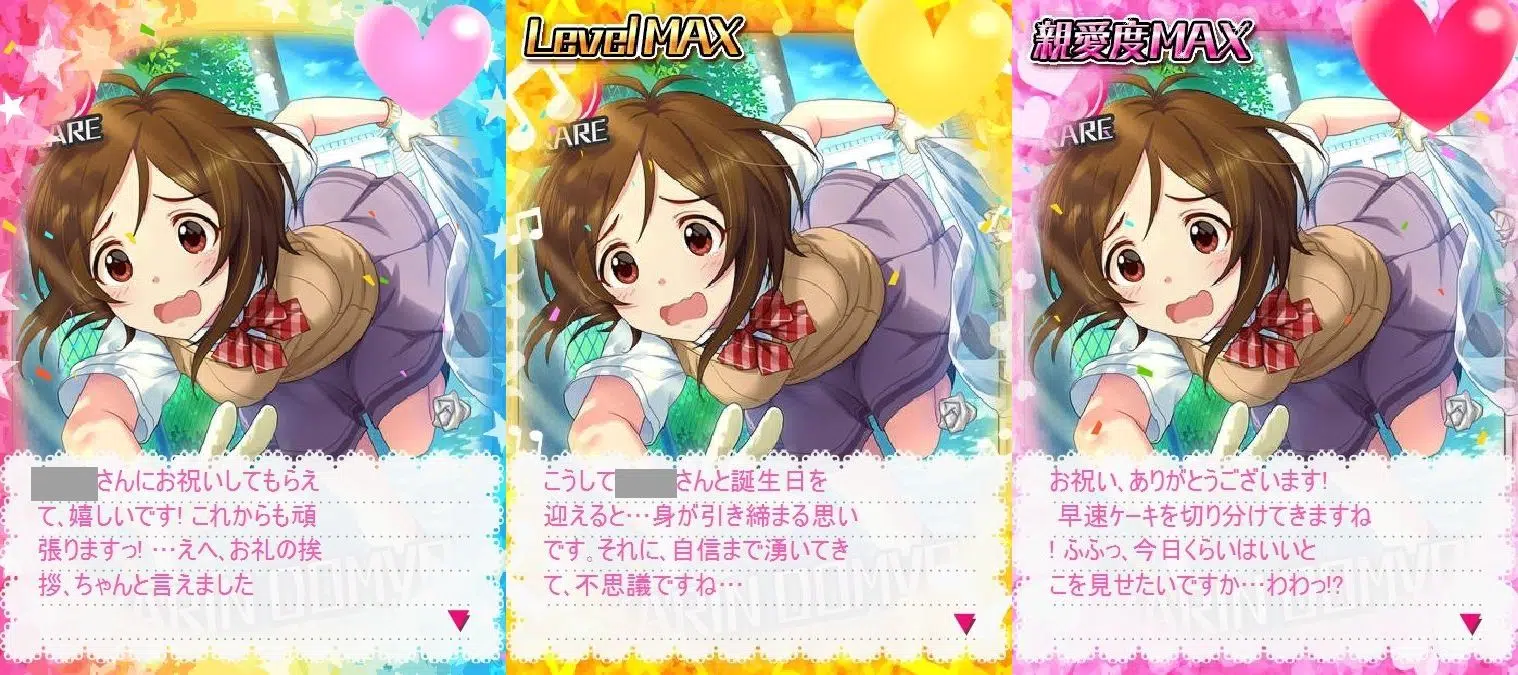 ARE
さんにお祝いしてもらえ
て、嬉しいです! これからも頑
張りますっ! …えへ、お礼の挨
拶、ちゃんと言えました
Level MAX
ARE
こうして
さんと誕生日を
迎えると…身が引き締まる思い
です。それに、自信まで湧いてき
て、不思議ですね…
親愛度MAX
ARE
お祝い、ありがとうございます!
早速ケーキを切り分けてきますね
! ふふっ、今日くらいはいいと
こを見せたいですか…わわっ!?